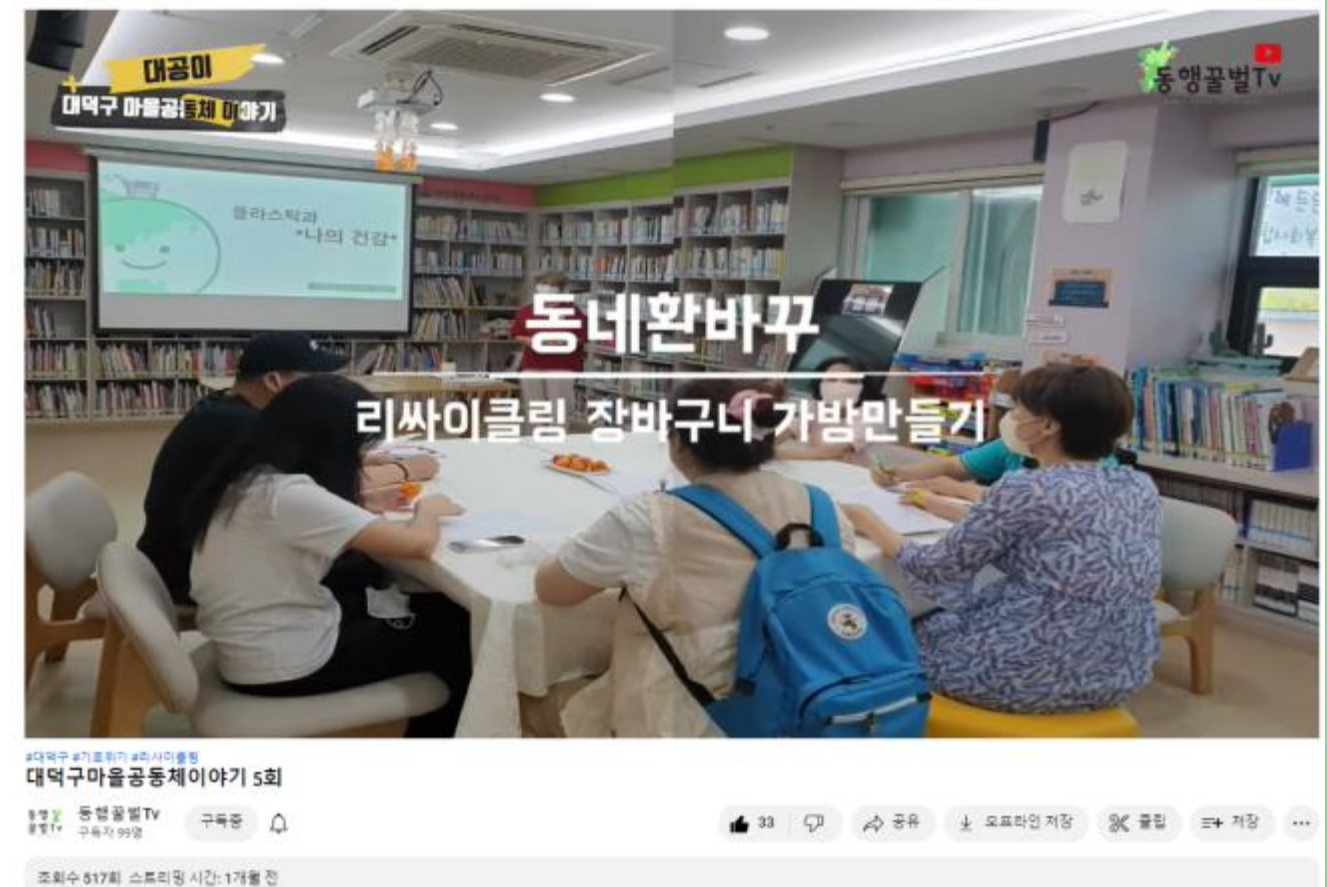 대공이
대덕구 마을공동체 이야기
동행꿀벌Tv
플라스틱과
*나의 건강*
동네환바꾸
리싸이클링 장바구니 가방만들기
#대덕구 #기후위기 #리사이클링
대덕구마을공동체이야기 5회
동행꿀벌Tv
동행꿀벌Tv
구독자 99명
구독중
33
공유
오프라인 저장
클립
저장
조회수 517회 스트리밍 시간: 1개월 전